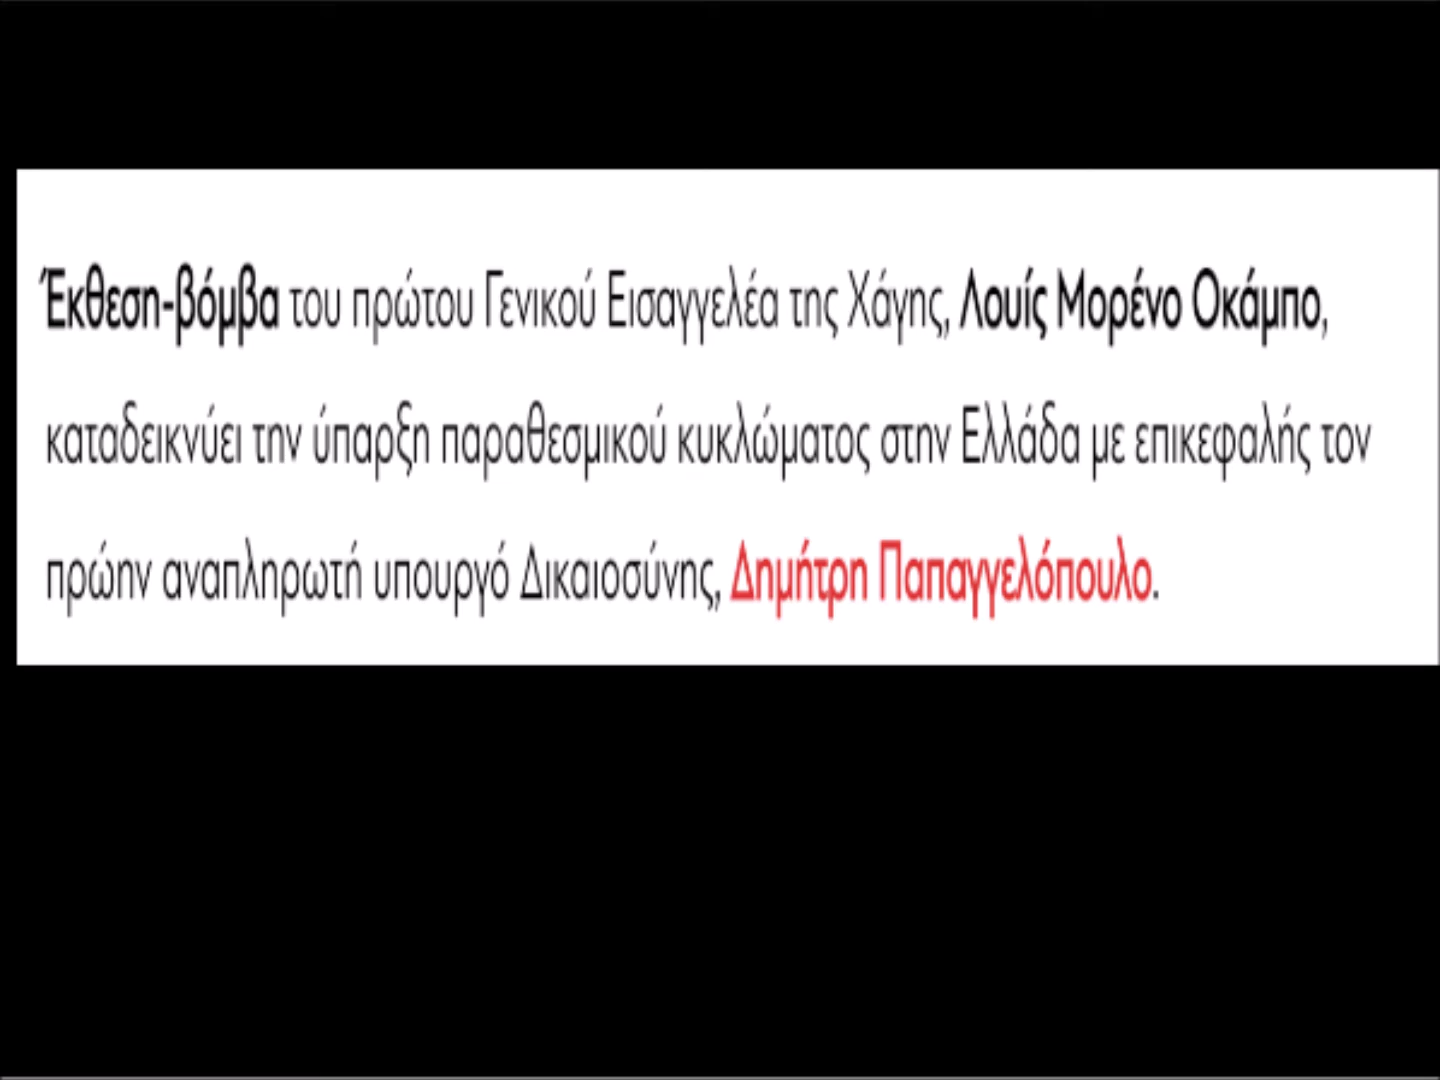 Έκθεση-βόμβα του πρώτου Γενικού Εισαγγελέα της Χάγης, Λουίς Μορένο Οκάμπο,
καταδεικνύει την ύπαρξη παραθεσμικού κυκλώματος στην Ελλάδα με επικεφαλής τον
πρώην αναπληρωτή υπουργό Δικαιοσύνης, Δημήτρη Παπαγγελόπουλο.